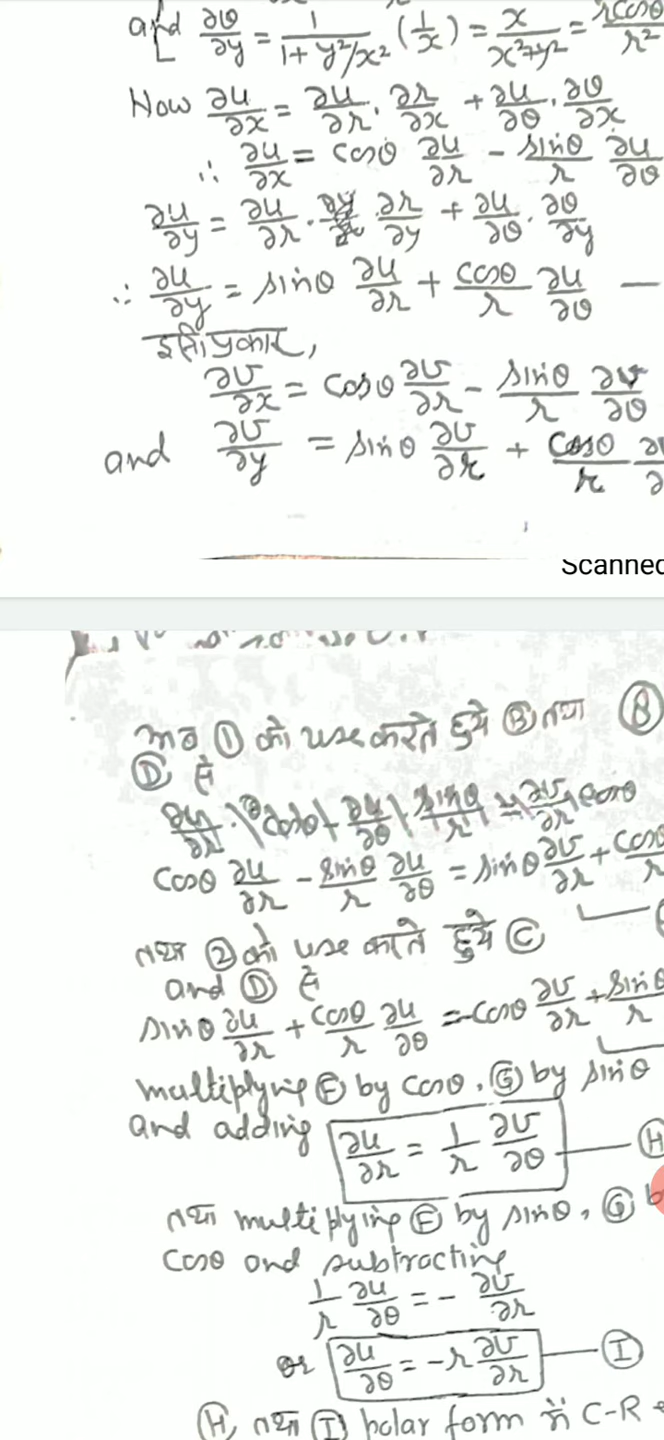 and ∂θ/∂y = 1/(1+y²/x²) (1/x) = x/(x²+y²) = rcosθ/r²
Now ∂u/∂x = ∂u/∂r · ∂r/∂x + ∂u/∂θ · ∂θ/∂x
∴ ∂u/∂x = cosθ ∂u/∂r − sinθ/r ∂u/∂θ
∂u/∂y = ∂u/∂r · ∂r/∂y + ∂u/∂θ · ∂θ/∂y
∴ ∂u/∂y = sinθ ∂u/∂r + cosθ/r ∂u/∂θ —
इसी प्रकार,
∂v/∂x = cosθ ∂v/∂r − sinθ/r ∂v/∂θ
and ∂v/∂y = sinθ ∂v/∂r + cosθ/r
Scanned
अब ① को use करते हुये Ⓑ तथा Ⓑ
Ⓓ से
cosθ ∂u/∂r − sinθ/r ∂u/∂θ = sinθ ∂v/∂r + cosθ/r
तथा ② को use करते हुये Ⓒ
and Ⓓ से
sinθ ∂u/∂r + cosθ/r ∂u/∂θ = −cosθ ∂v/∂r + sinθ/r
multiplying Ⓕ by cosθ, Ⓖ by sinθ
and adding ∂u/∂r = 1/r ∂v/∂θ — Ⓗ
तथा multiplying Ⓕ by sinθ, Ⓖ b
cosθ and subtracting
1/r ∂u/∂θ = − ∂v/∂r
or ∂u/∂θ = −r ∂v/∂r — Ⓘ
Ⓗ तथा Ⓘ polar form में C-R